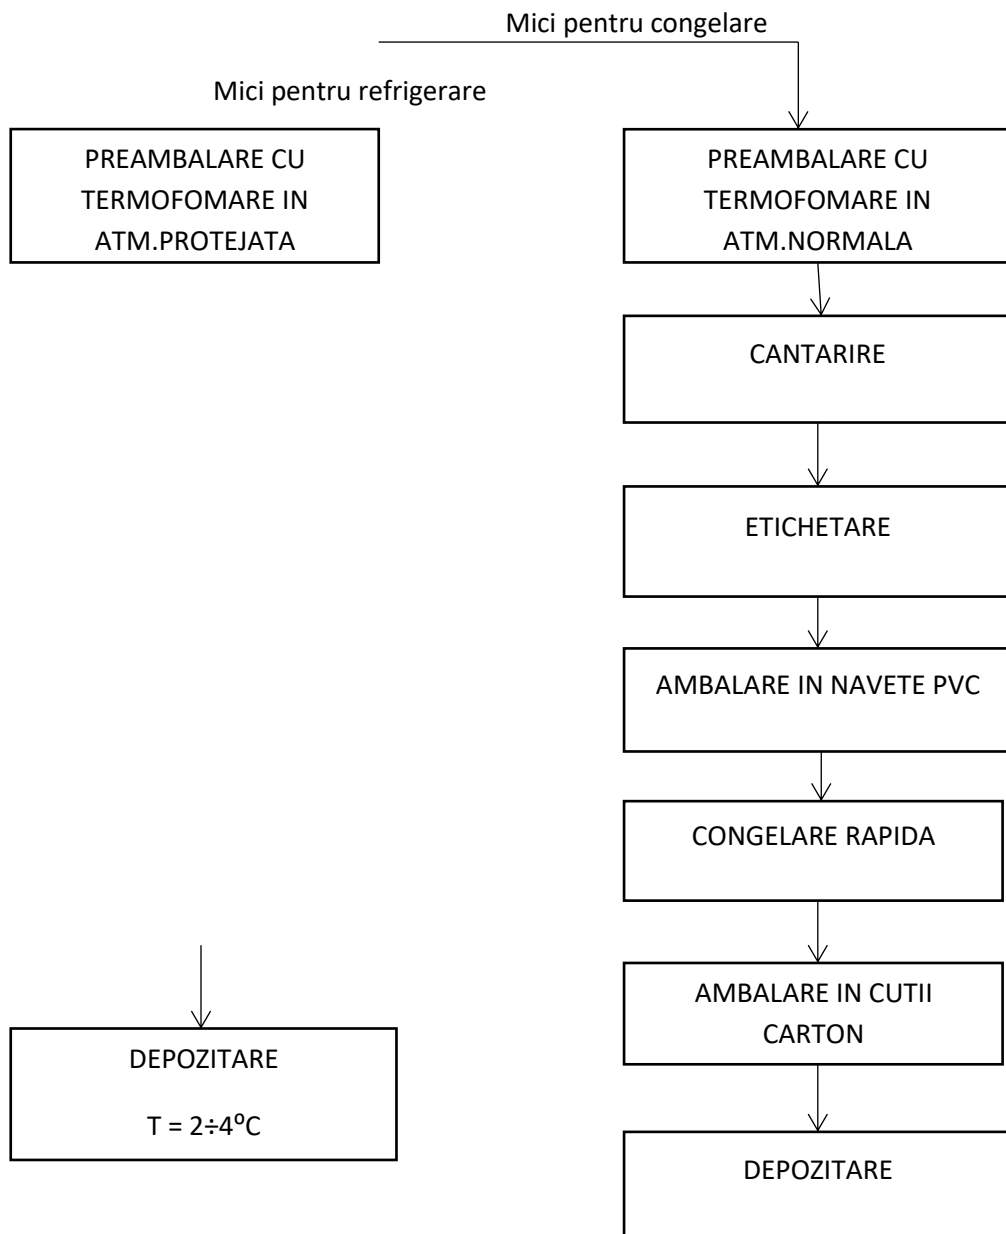 Mici pentru congelare
Mici pentru refrigerare
PREAMBALARE CU
TERMOFOMARE IN
ATM.PROTEJATA
PREAMBALARE CU
TERMOFOMARE IN
ATM.NORMALA
CANTARIRE
ETICHETARE
AMBALARE IN NAVETE PVC
CONGELARE RAPIDA
AMBALARE IN CUTII
CARTON
DEPOZITARE
T = 2÷4⁰C
DEPOZITARE